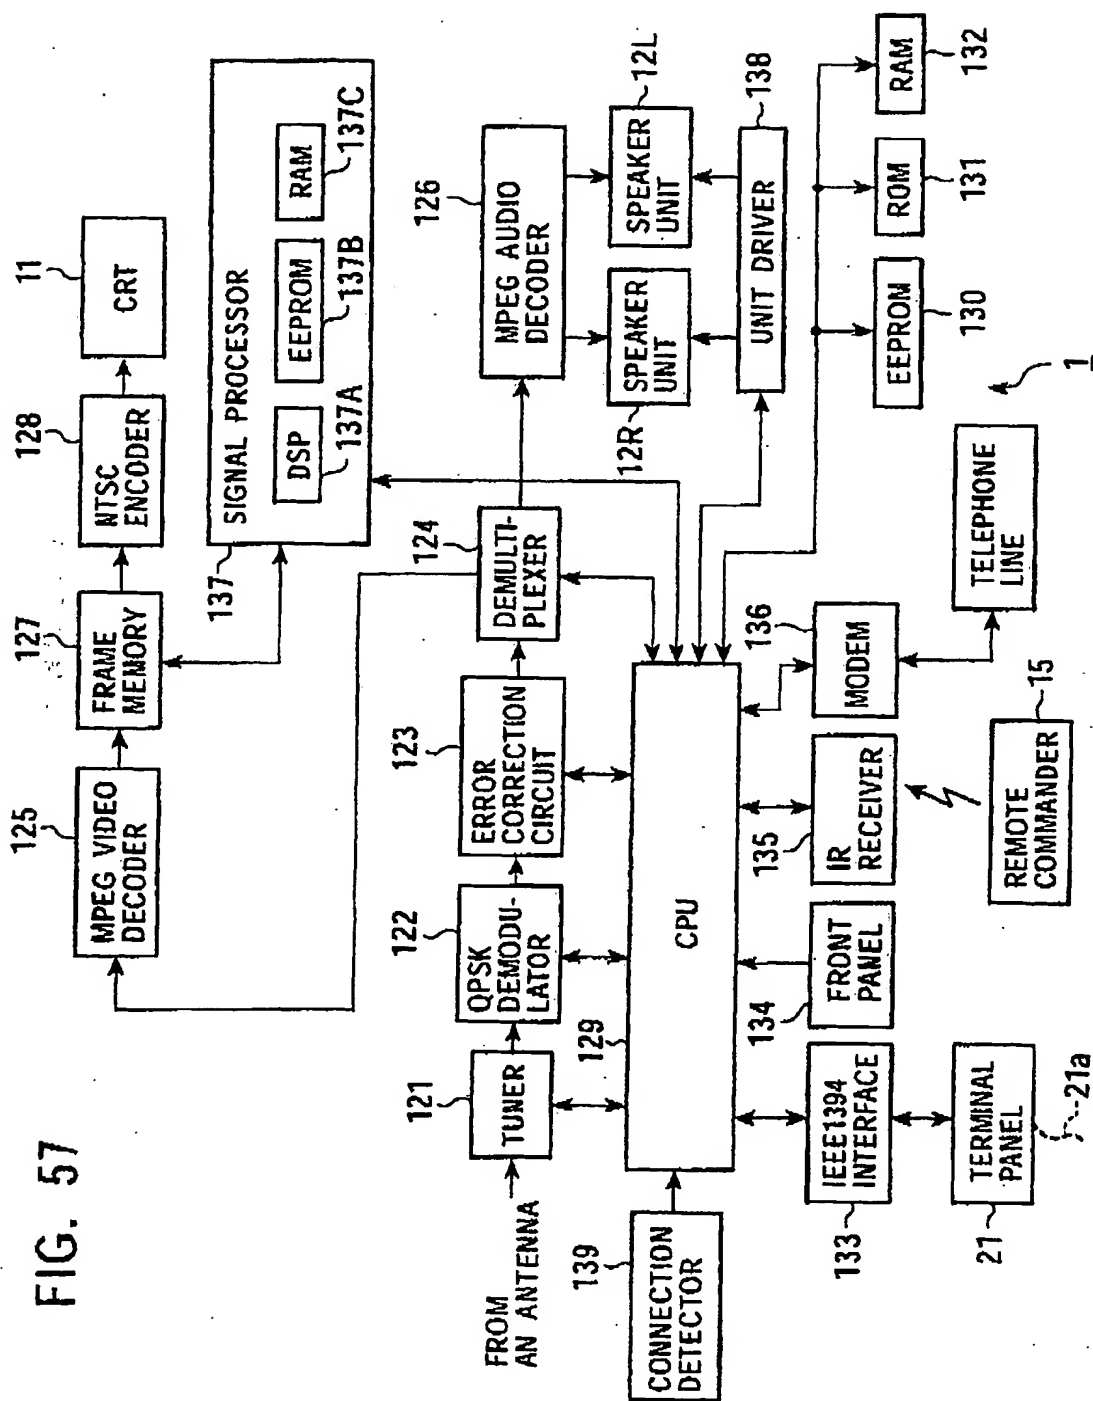 FIG. 57
125
MPEG VIDEO
DECODER
127
FRAME
MEMORY
128
NTSC
ENCODER
11
CRT
137
SIGNAL PROCESSOR
DSP
137A
EEPROM
137B
RAM
137C
FROM
AN ANTENNA
121
TUNER
122
QPSK
DEMODU-
LATOR
123
ERROR
CORRECTION
CIRCUIT
124
DEMULTI-
PLEXER
126
MPEG AUDIO
DECODER
12R
SPEAKER
UNIT
12L
SPEAKER
UNIT
138
UNIT DRIVER
139
CONNECTION
DETECTOR
129
CPU
133
IEEE1394
INTERFACE
134
FRONT
PANEL
135
IR
RECEIVER
136
MODEM
EEPROM
130
ROM
131
RAM
132
21
TERMINAL
PANEL
21a
15
REMOTE
COMMANDER
TELEPHONE
LINE
1